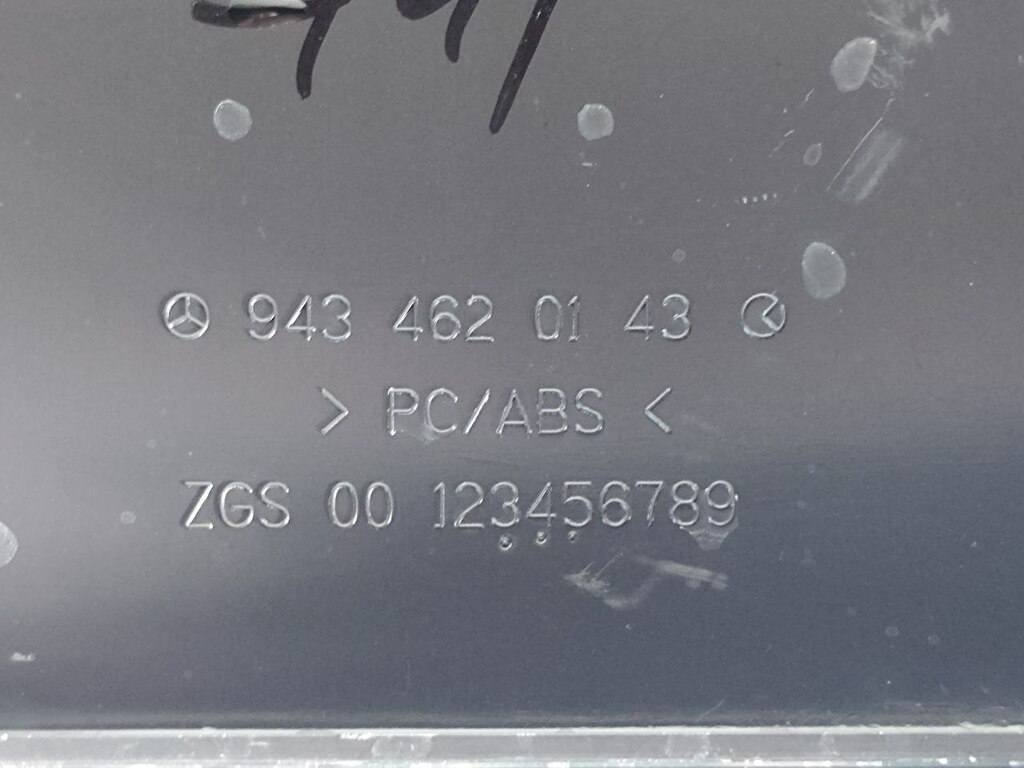 943 462 01 43
> PC/ABS <
ZGS 00 123456789